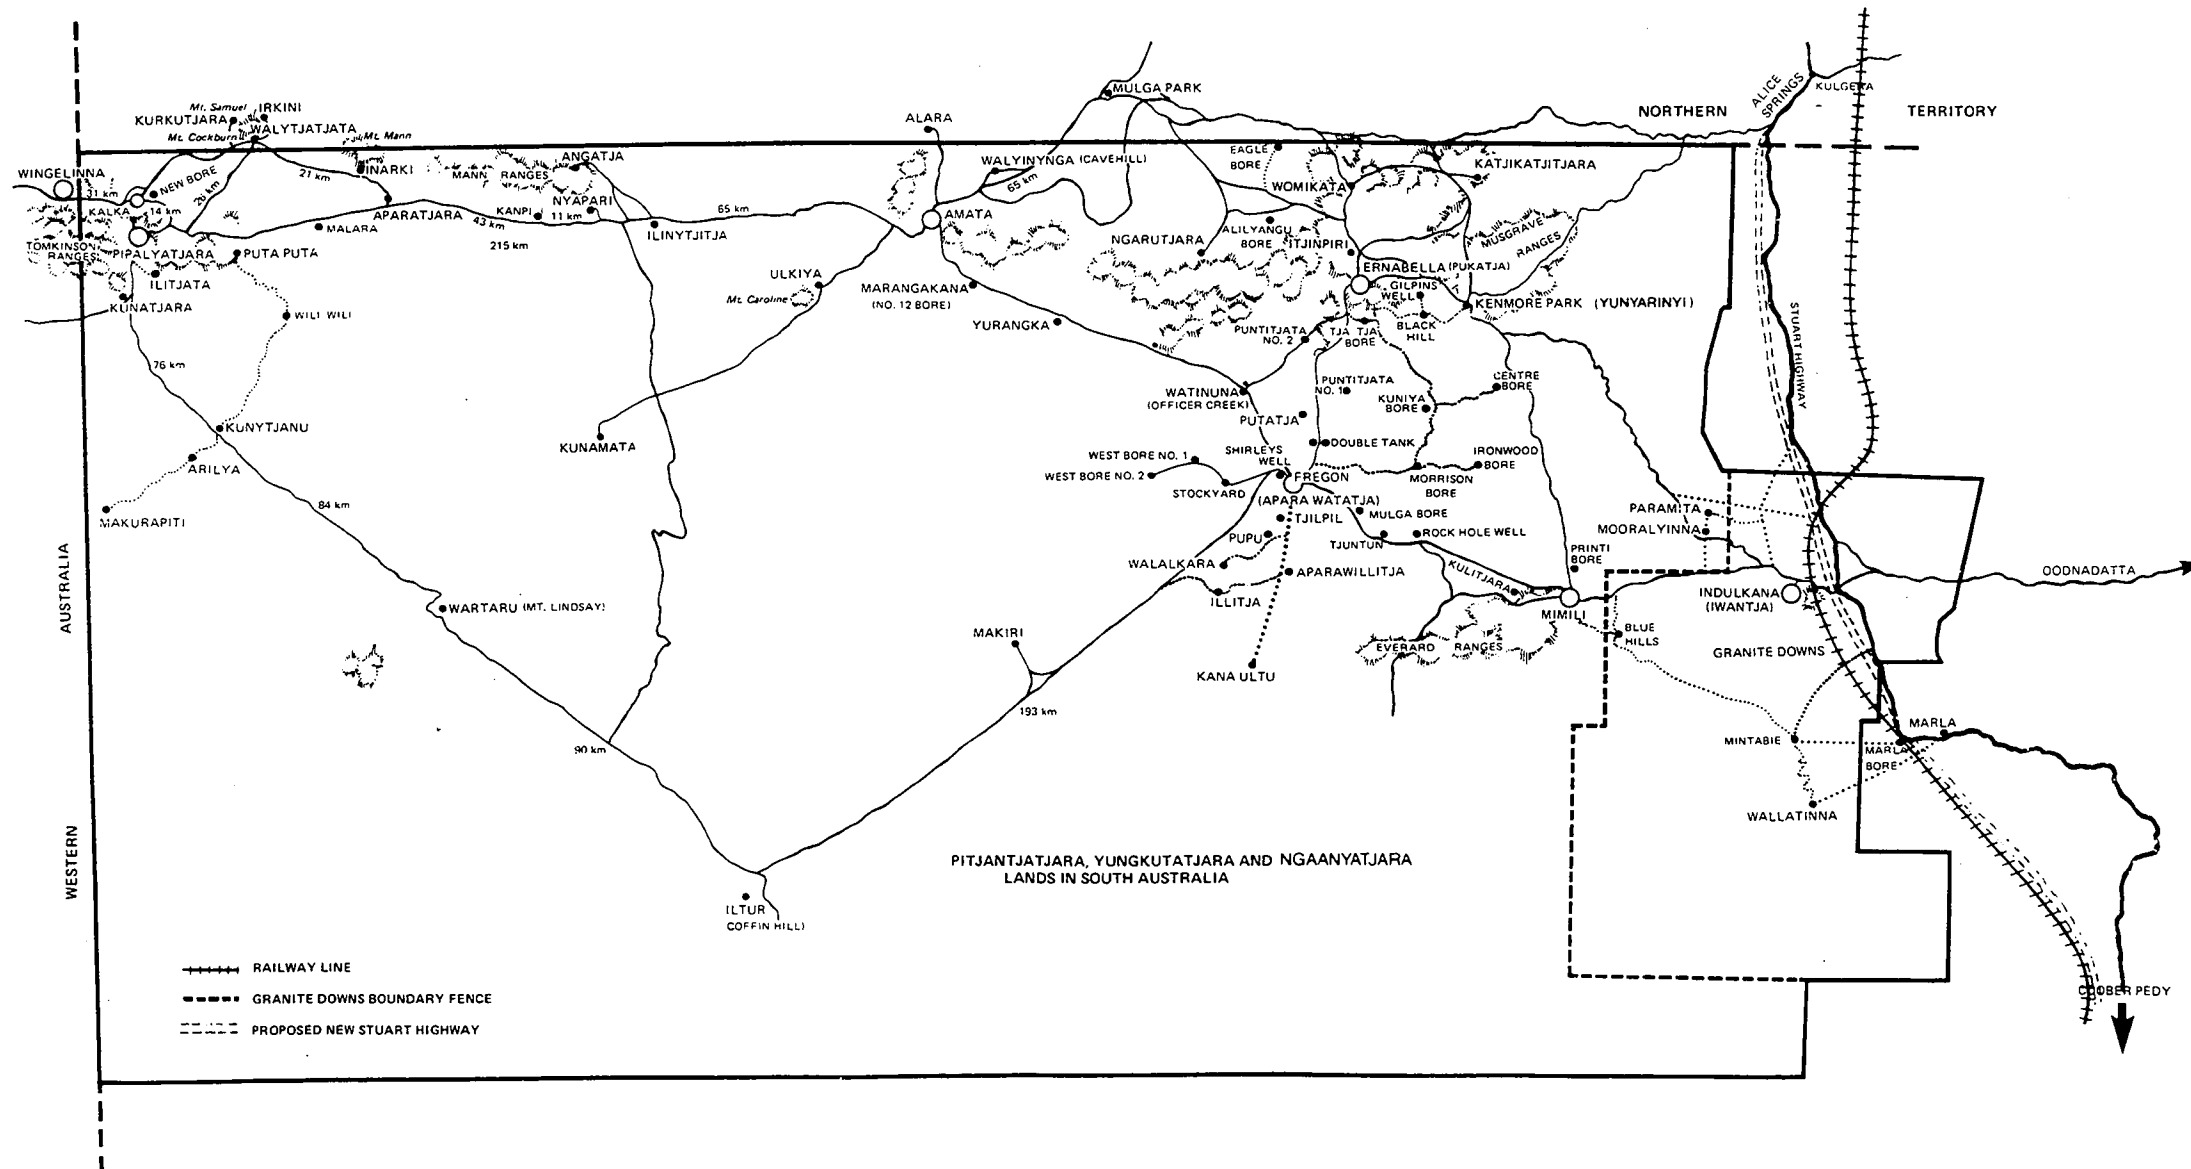 NORTHERN
TERRITORY
ALICE
SPRINGS
KULGERA
MULGA PARK
Mt. Samuel
IRKINI
KURKUTJARA
Mt. Cockburn
WALYTJATJATA
Mt. Mann
ALARA
WINGELINNA
31 km
NEW BORE
21 km
INARKI
MANN RANGES
ANGATJA
WALYINYNGA (CAVEHILL)
65 km
EAGLE
BORE
KATJIKATJITJARA
WOMIKATA
KALKA
14 km
APARATJARA
KANPI
NYAPARI
11 km
43 km
215 km
65 km
ILINYTJITJA
AMATA
MALARA
TOMKINSON
RANGES
PIPALYATJARA
PUTA PUTA
ILITJATA
KUNATJARA
WILI WILI
ULKIYA
Mt. Caroline
MARANGAKANA
(NO. 12 BORE)
YURANGKA
NGARUTJARA
ALILYANGU
BORE
ITJINPIRI
MUSGRAVE
RANGES
ERNABELLA (PUKATJA)
GILPINS
WELL
KENMORE PARK (YUNYARINYI)
BLACK
HILL
PUNTITJATA
NO. 2
TJA TJA
BORE
STUART HIGHWAY
76 km
WATINUNA
(OFFICER CREEK)
PUNTITJATA
NO. 1
CENTRE
BORE
KUNIYA
BORE
PUTATJA
KUNYTJANU
ARILYA
KUNAMATA
DOUBLE TANK
SHIRLEYS
WELL
WEST BORE NO. 1
WEST BORE NO. 2
STOCKYARD
FREGON
(APARA WATATJA)
IRONWOOD
BORE
MORRISON
BORE
MAKURAPITI
84 km
TJILPIL
MULGA BORE
PUPU
TJUNTUN
ROCK HOLE WELL
PARAMITA
MOORALYINNA
WALALKARA
APARAWILLITJA
ILLITJA
KULITJARA
PRINTI
BORE
MIMILI
INDULKANA
(IWANTJA)
OODNADATTA
WARTARU (MT. LINDSAY)
MAKIRI
KANA ULTU
EVERARD RANGES
BLUE
HILLS
GRANITE DOWNS
193 km
90 km
MINTABIE
MARLA
MARLA
BORE
WALLATINNA
AUSTRALIA
WESTERN
PITJANTJATJARA, YUNGKUTATJARA AND NGAANYATJARA
LANDS IN SOUTH AUSTRALIA
ILTUR
COFFIN HILL)
RAILWAY LINE
GRANITE DOWNS BOUNDARY FENCE
PROPOSED NEW STUART HIGHWAY
COOBER PEDY